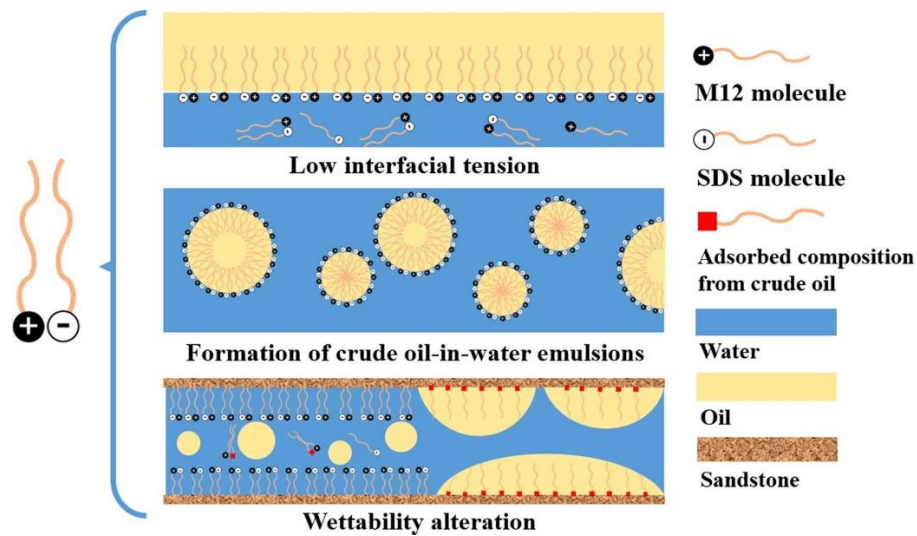 Low interfacial tension
Formation of crude oil-in-water emulsions
Wettability alteration
M12 molecule
SDS molecule
Adsorbed composition
from crude oil
Water
Oil
Sandstone